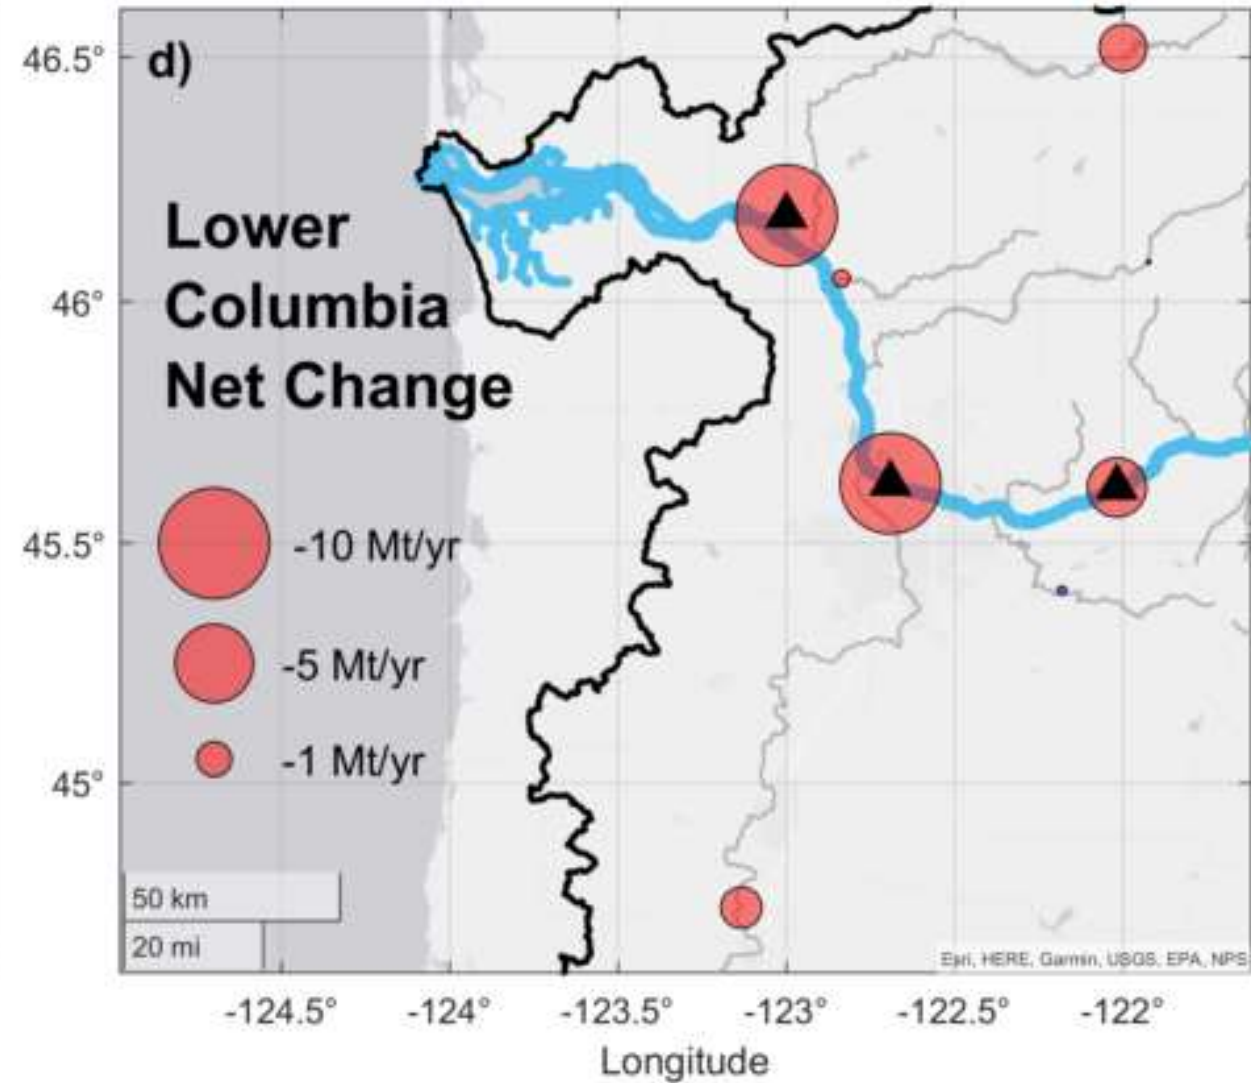 d)
46.5°
46°
45.5°
45°
Lower
Columbia
Net Change
-10 Mt/yr
-5 Mt/yr
-1 Mt/yr
50 km
20 mi
Esri, HERE, Garmin, USGS, EPA, NPS
-124.5°
-124°
-123.5°
-123°
-122.5°
-122°
Longitude